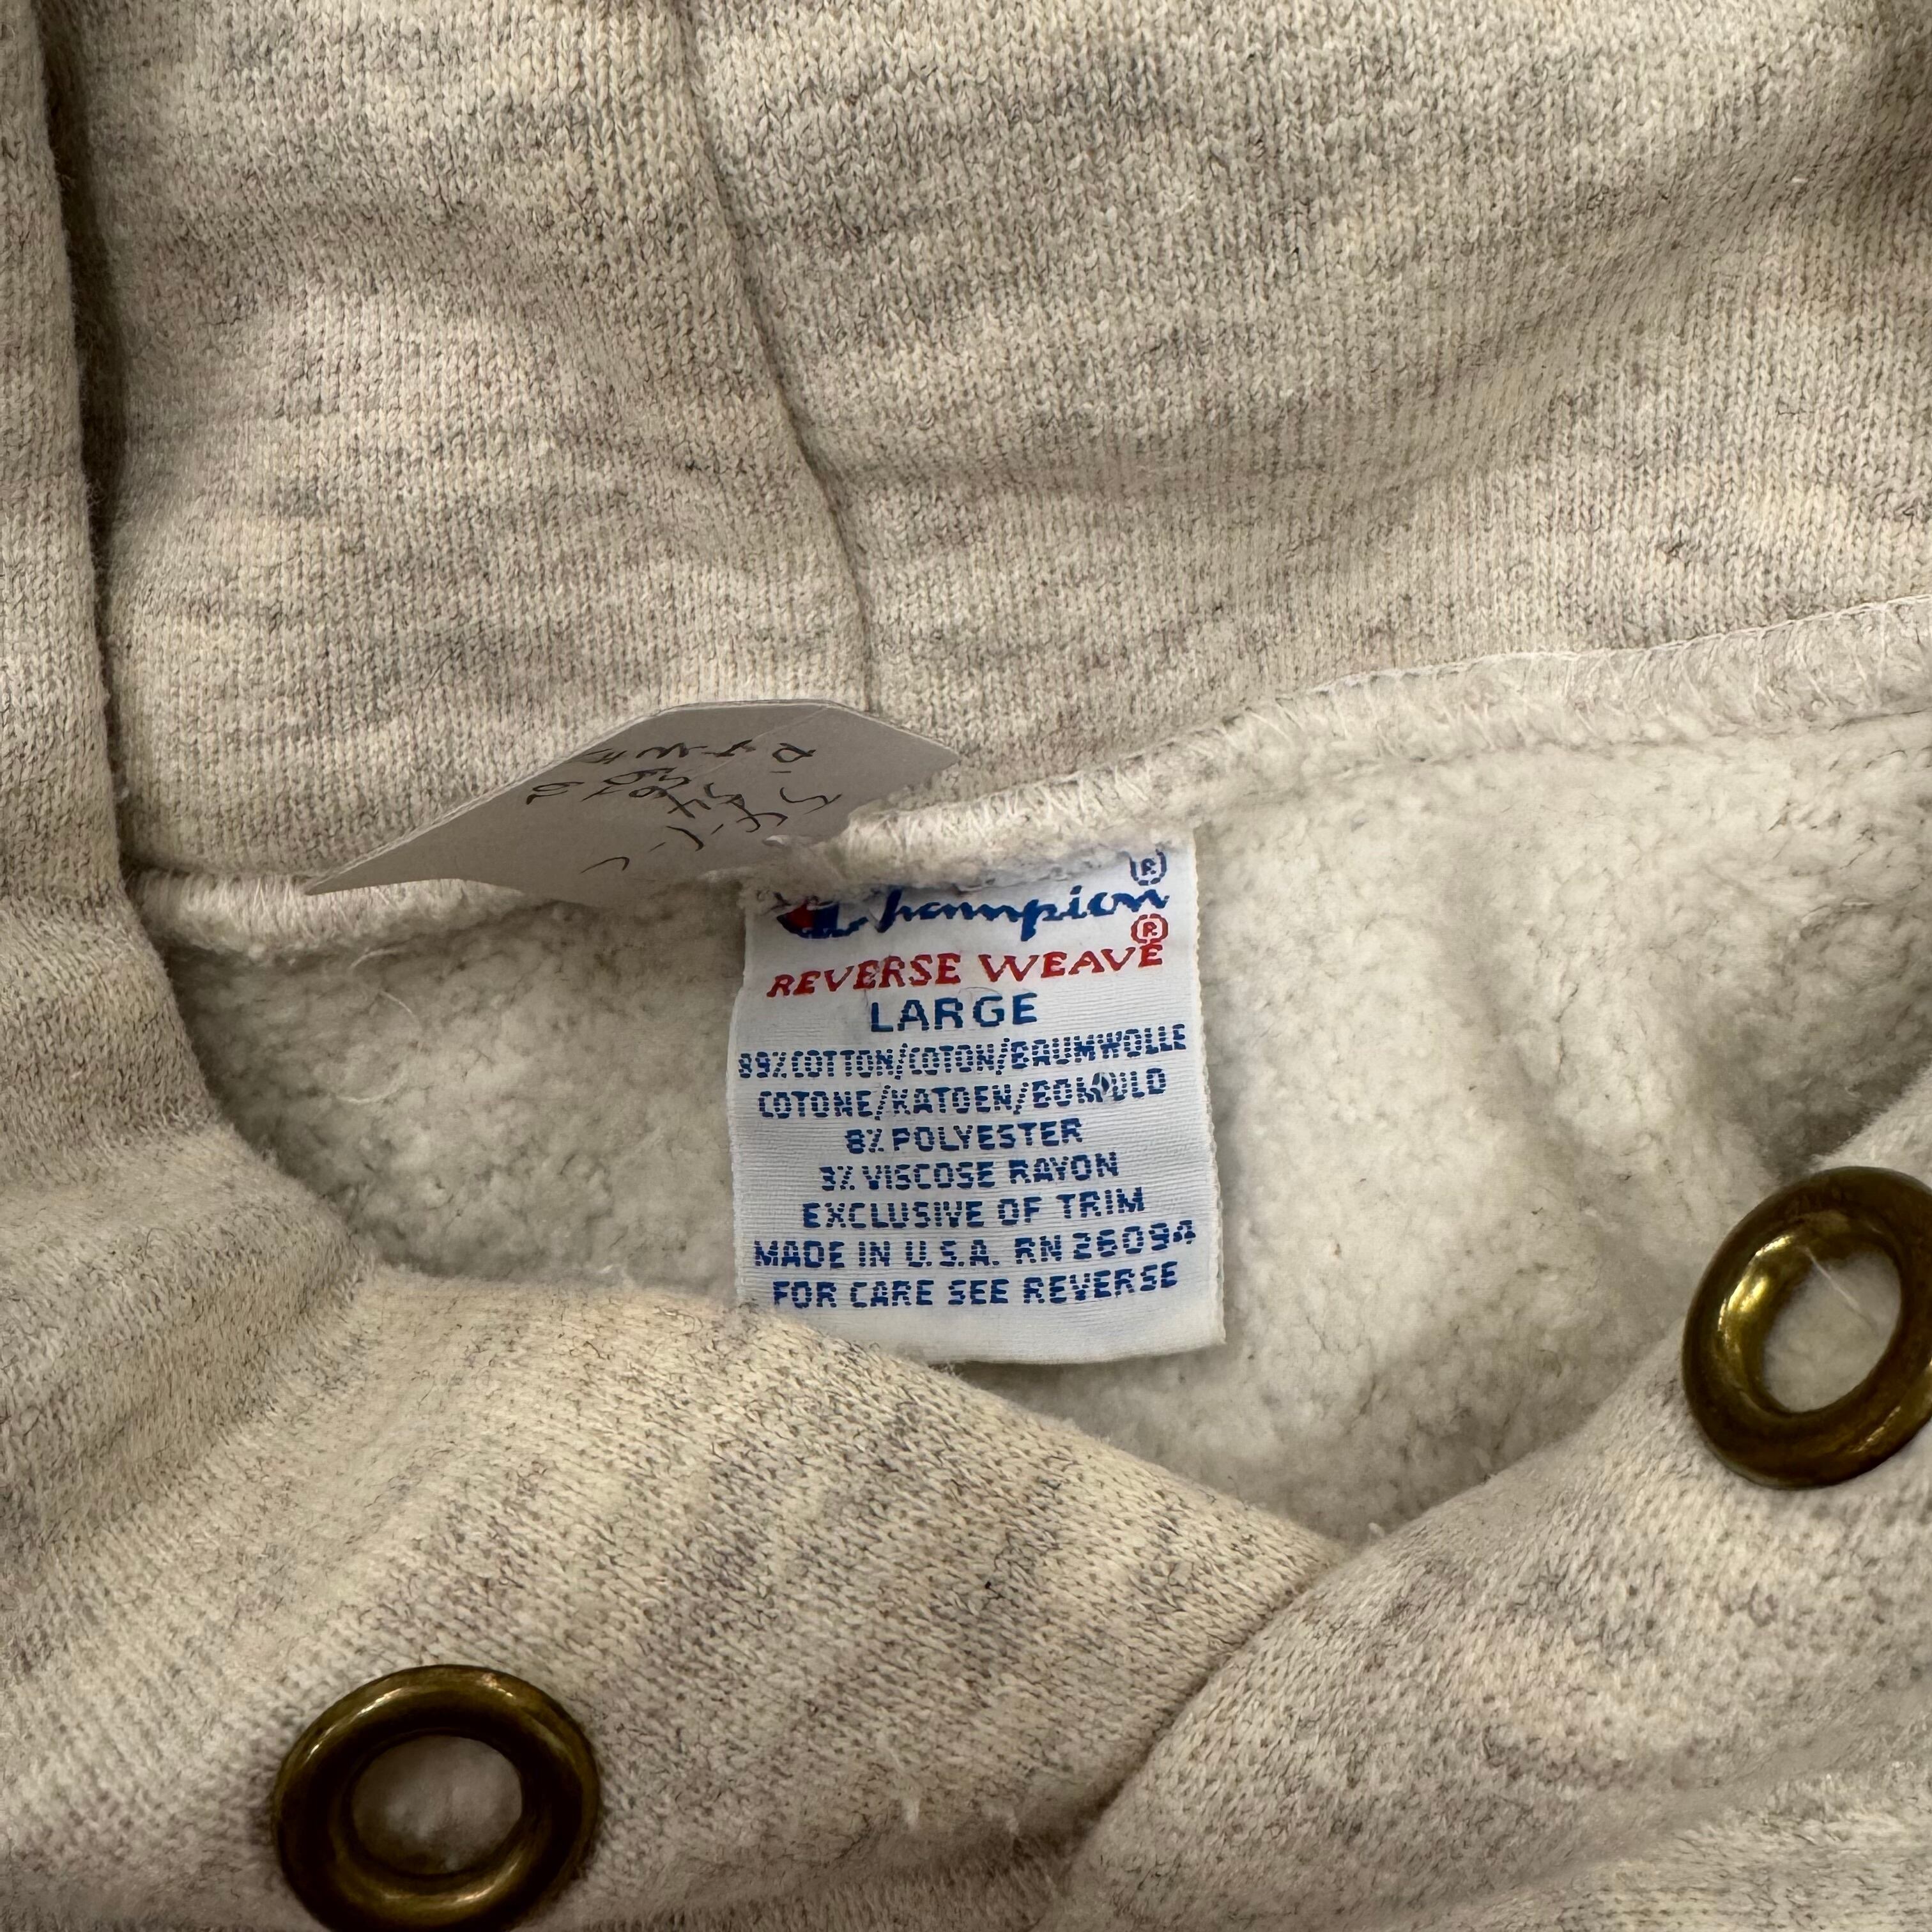 Champion®
REVERSE WEAVE®
LARGE
89% COTTON/COTON/BAUMWOLLE
COTONE/KATOEN/BOMULD
8% POLYESTER
3% VISCOSE RAYON
EXCLUSIVE OF TRIM
MADE IN U.S.A. RN 26094
FOR CARE SEE REVERSE